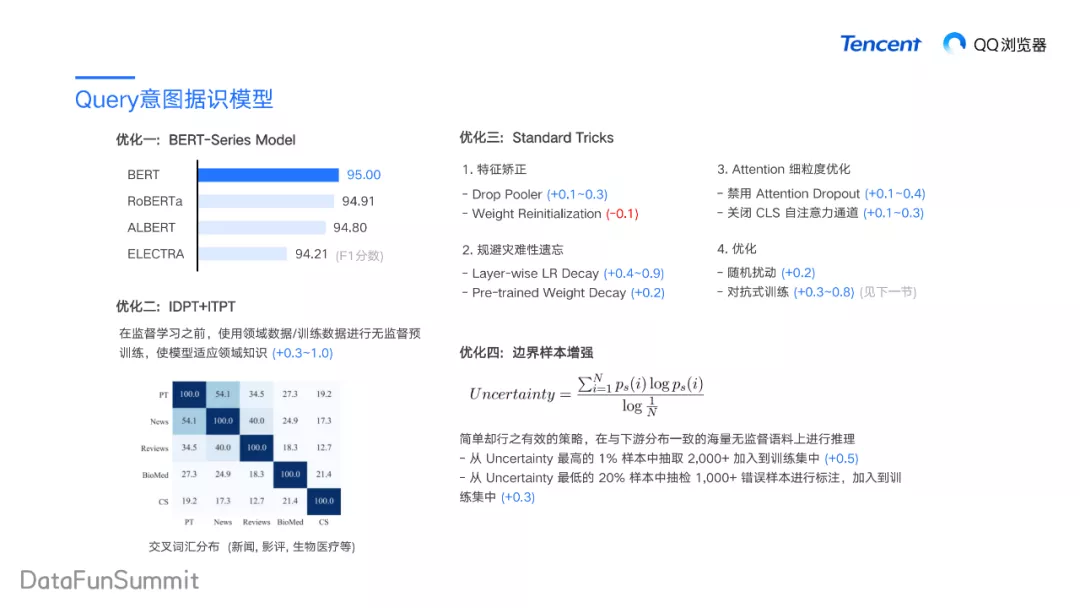 Tencent QQ浏览器
Query意图据识模型
优化一: BERT-Series Model
BERT 95.00
RoBERTa 94.91
ALBERT 94.80
ELECTRA 94.21 (F1分数)
优化二: IDPT+ITPT
在监督学习之前，使用领域数据/训练数据进行无监督预
训练，使模型适应领域知识 (+0.3~1.0)
PT 100.0 54.1 34.5 27.3 19.2
News 54.1 100.0 40.0 24.9 17.3
Reviews 34.5 40.0 100.0 18.3 12.7
BioMed 27.3 24.9 18.3 100.0 21.4
CS 19.2 17.3 12.7 21.4 100.0
PT News Reviews BioMed CS
交叉词汇分布 (新闻, 影评, 生物医疗等)
优化三: Standard Tricks
1. 特征矫正
- Drop Pooler (+0.1~0.3)
- Weight Reinitialization (-0.1)
2. 规避灾难性遗忘
- Layer-wise LR Decay (+0.4~0.9)
- Pre-trained Weight Decay (+0.2)
3. Attention 细粒度优化
- 禁用 Attention Dropout (+0.1~0.4)
- 关闭 CLS 自注意力通道 (+0.1~0.3)
4. 优化
- 随机扰动 (+0.2)
- 对抗式训练 (+0.3~0.8) (见下一节)
优化四: 边界样本增强
Uncertainty = \frac{\sum_{i=1}^{N} p_s(i) \log p_s(i)}{\log \frac{1}{N}}
简单却行之有效的策略，在与下游分布一致的海量无监督语料上进行推理
- 从 Uncertainty 最高的 1% 样本中抽取 2,000+ 加入到训练集中 (+0.5)
- 从 Uncertainty 最低的 20% 样本中抽检 1,000+ 错误样本进行标注，加入到训
练集中 (+0.3)
DataFunSummit